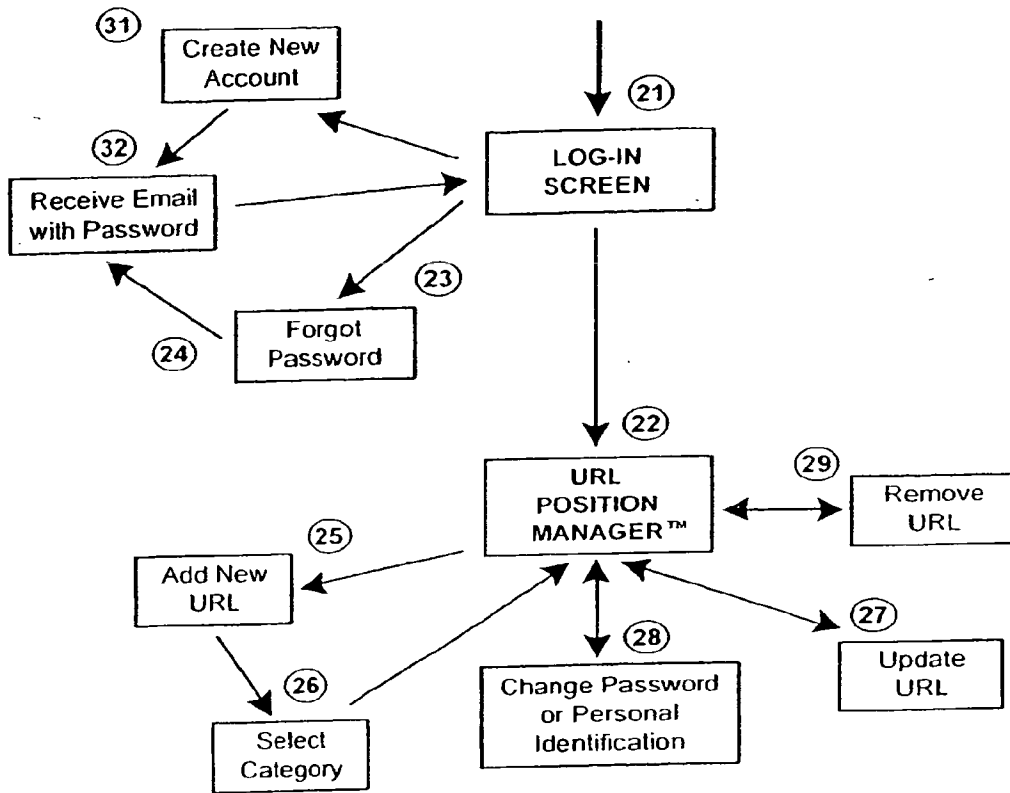 31
Create New
Account
21
LOG-IN
SCREEN
32
Receive Email
with Password
23
Forgot
Password
24
22
URL
POSITION
MANAGER™
29
Remove
URL
25
Add New
URL
27
Update
URL
28
Change Password
or Personal
Identification
26
Select
Category